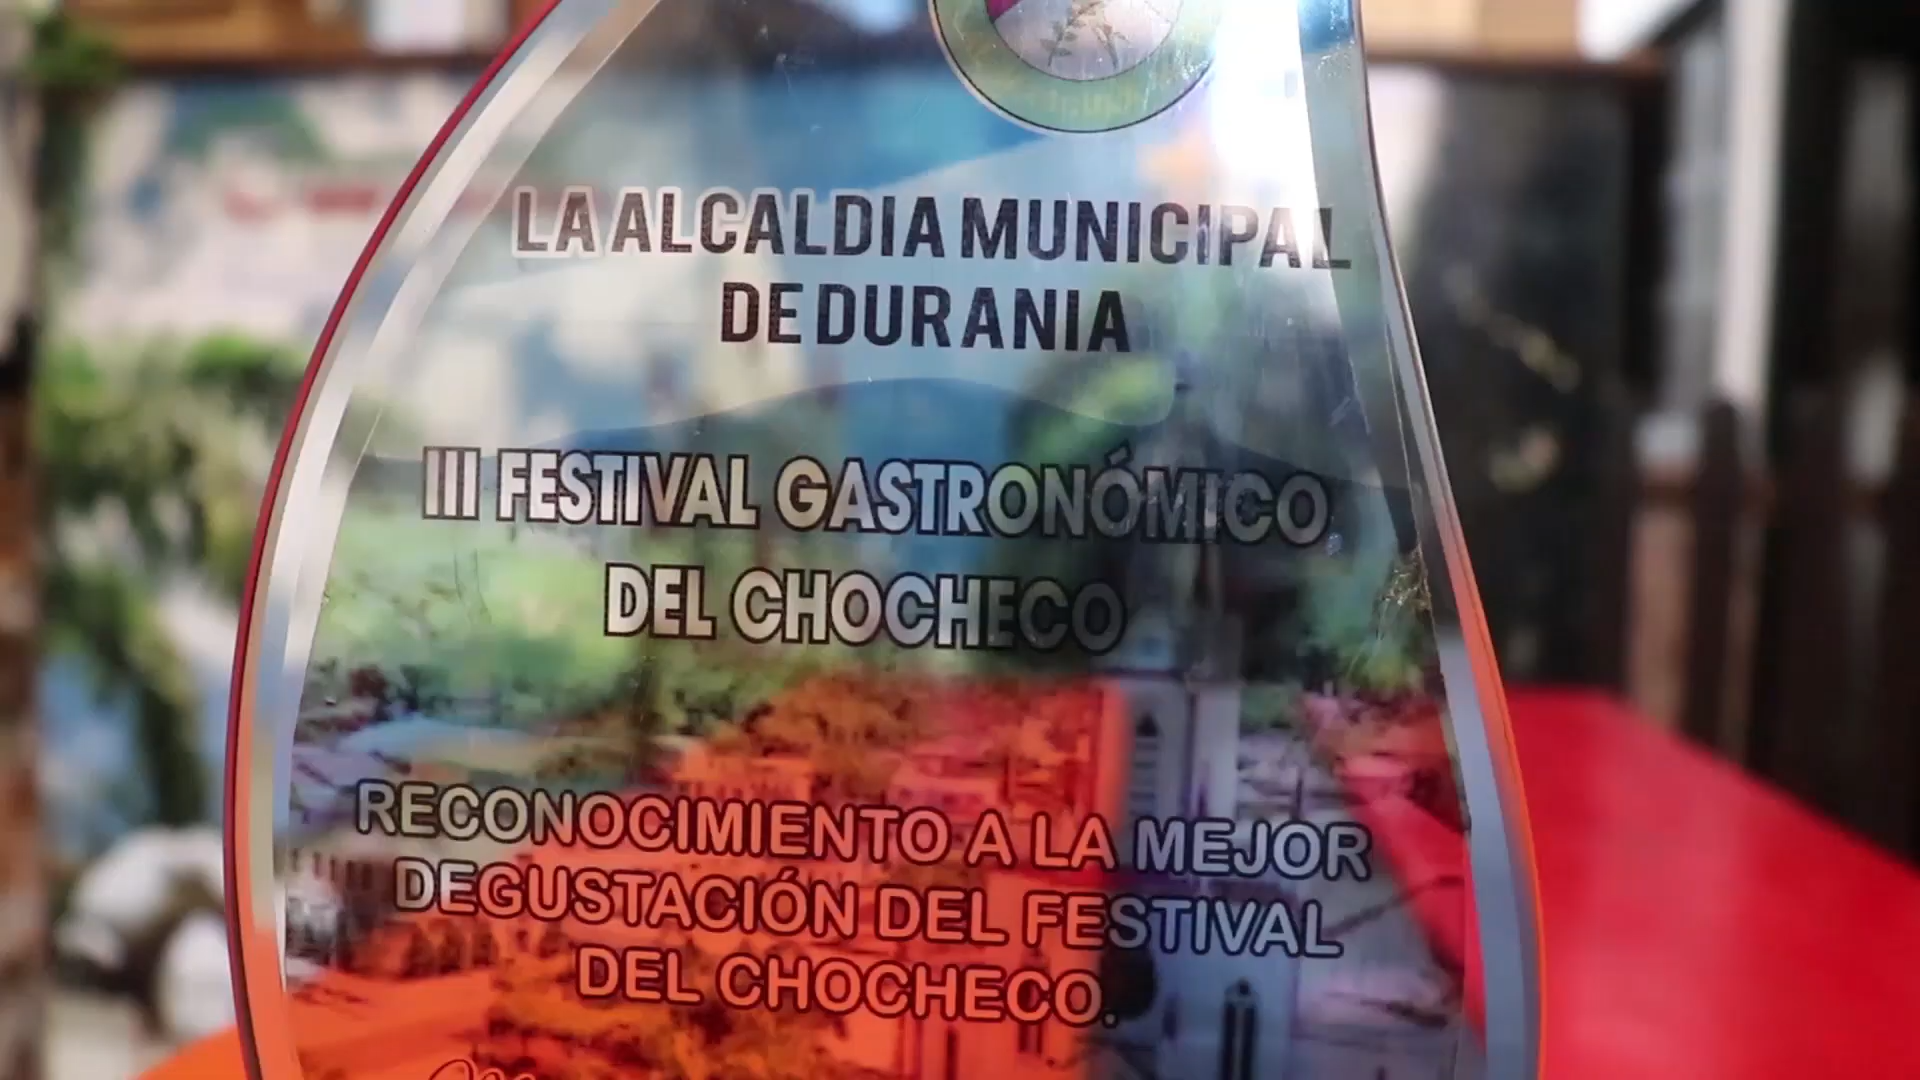 LA ALCALDIA MUNICIPAL
DE DURANIA
III FESTIVAL GASTRONÓMICO
DEL CHOCHECO
RECONOCIMIENTO A LA MEJOR
DEGUSTACIÓN DEL FESTIVAL
DEL CHOCHECO.